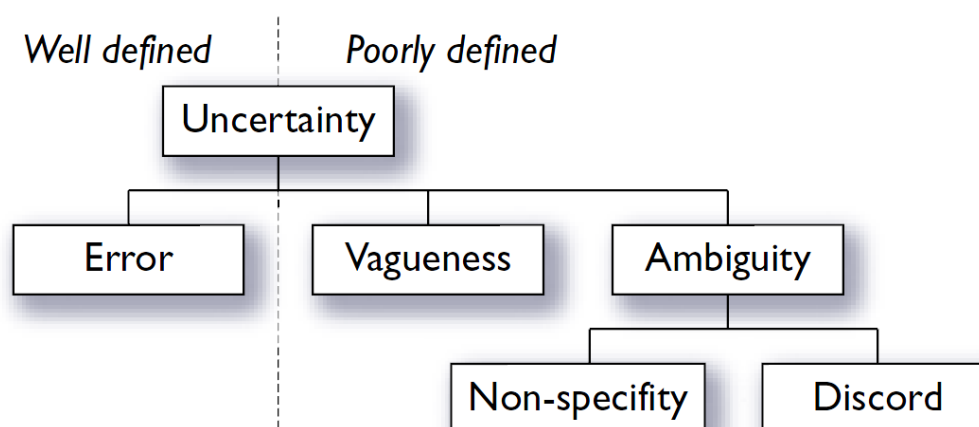 Well defined
Poorly defined
Uncertainty
Error
Vagueness
Ambiguity
Non-specifity
Discord